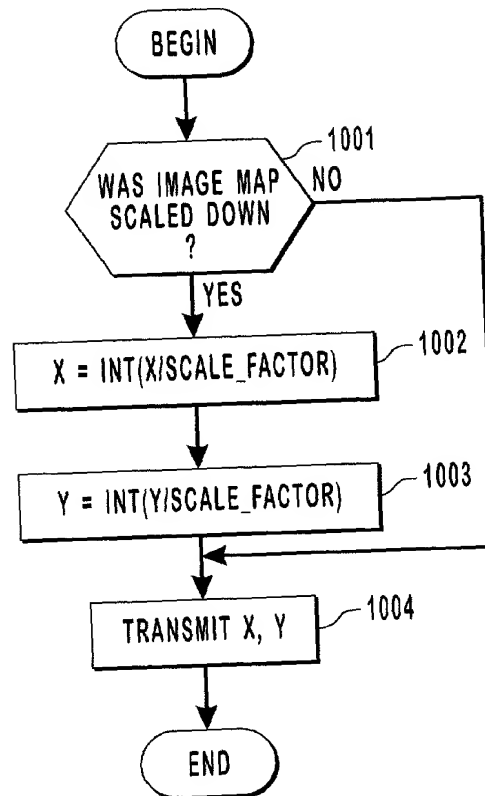 BEGIN
1001
WAS IMAGE MAP
SCALED DOWN
?
NO
YES
X = INT(X/SCALE_FACTOR)
1002
Y = INT(Y/SCALE_FACTOR)
1003
TRANSMIT X, Y
1004
END